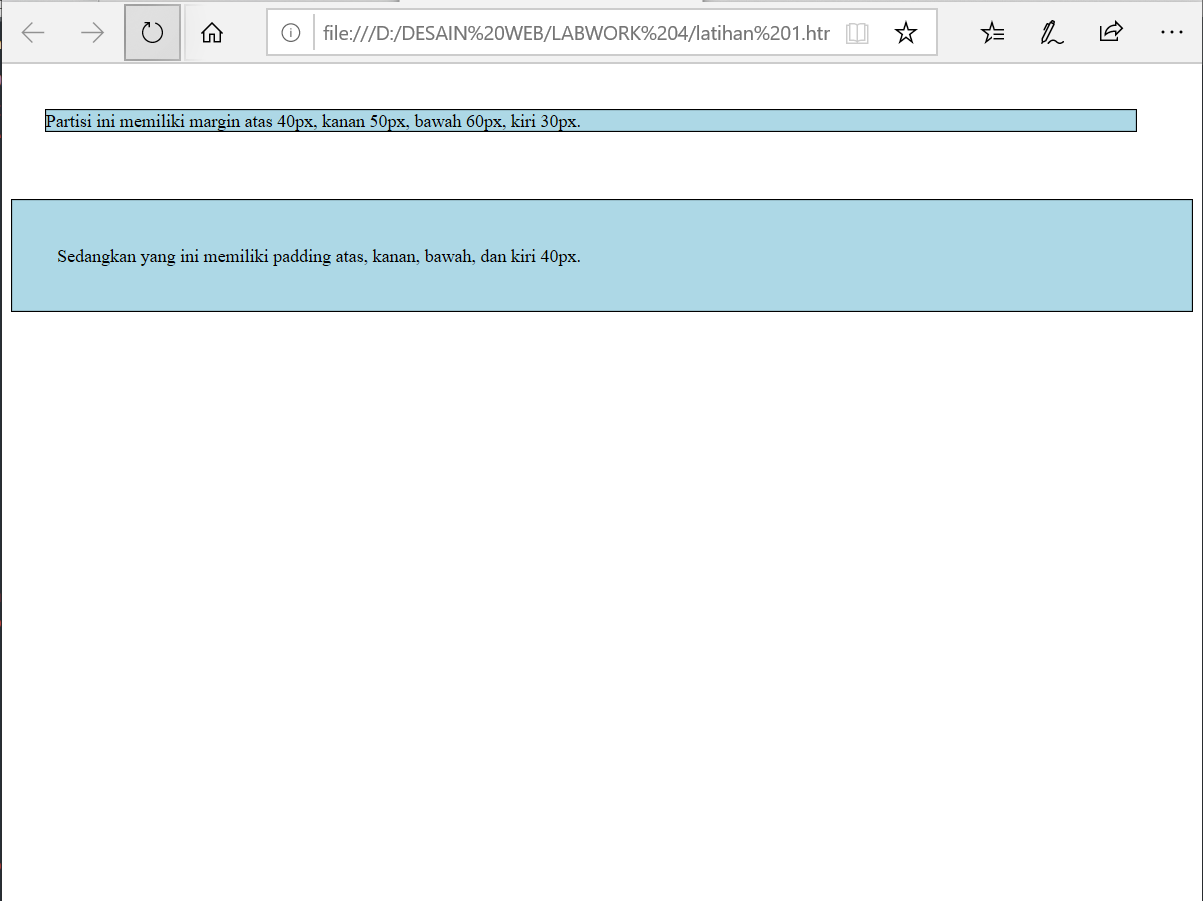 file:///D:/DESAIN%20WEB/LABWORK%204/latihan%201.htr
Partisi ini memiliki margin atas 40px, kanan 50px, bawah 60px, kiri 30px.
Sedangkan yang ini memiliki padding atas, kanan, bawah, dan kiri 40px.